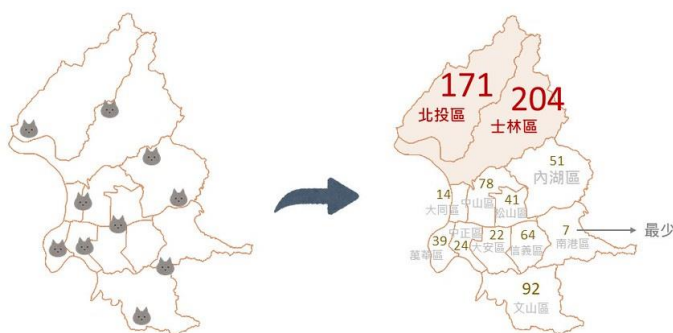 171
北投區
204
士林區
51
內湖區
14
大同區
78
中山區
41
松山區
7
南港區
最少
39
萬華區
中正區
24
22
大安區
64
信義區
92
文山區